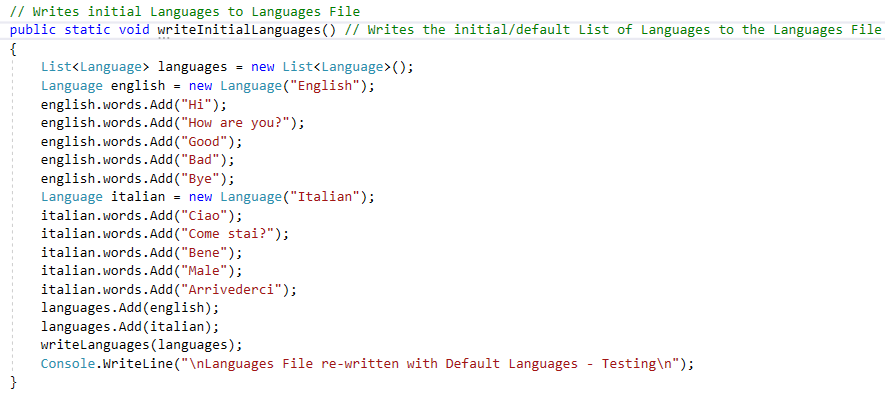 // Writes initial Languages to Languages File
public static void writeInitialLanguages() // Writes the initial/default List of Languages to the Languages File
{
    List<Language> languages = new List<Language>();
    Language english = new Language("English");
    english.words.Add("Hi");
    english.words.Add("How are you?");
    english.words.Add("Good");
    english.words.Add("Bad");
    english.words.Add("Bye");
    Language italian = new Language("Italian");
    italian.words.Add("Ciao");
    italian.words.Add("Come stai?");
    italian.words.Add("Bene");
    italian.words.Add("Male");
    italian.words.Add("Arrivederci");
    languages.Add(english);
    languages.Add(italian);
    writeLanguages(languages);
    Console.WriteLine("\nLanguages File re-written with Default Languages - Testing\n");
}